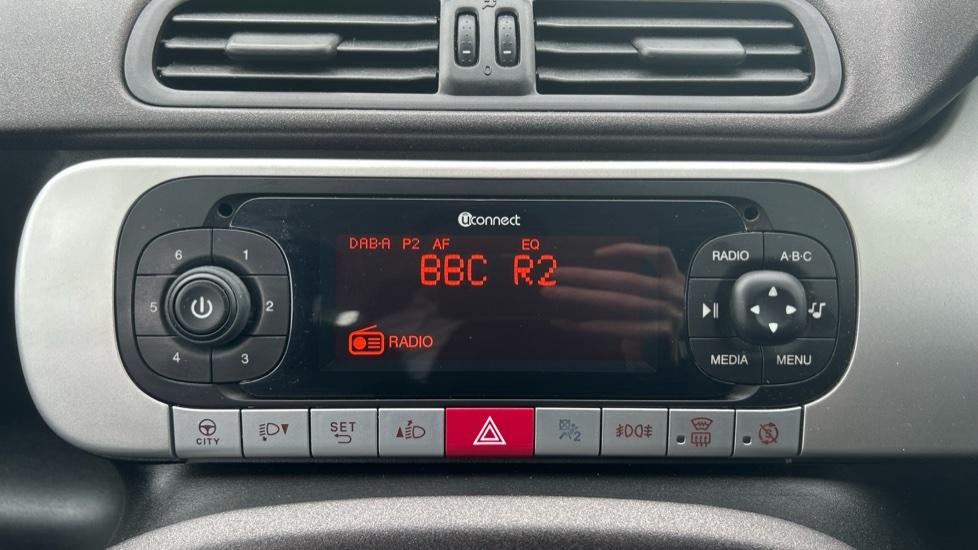 uconnect
DAB·A P2 AF EQ
BBC R2
RADIO
6 1
5 2
4 3
RADIO A·B·C
MEDIA MENU
CITY
SET
2